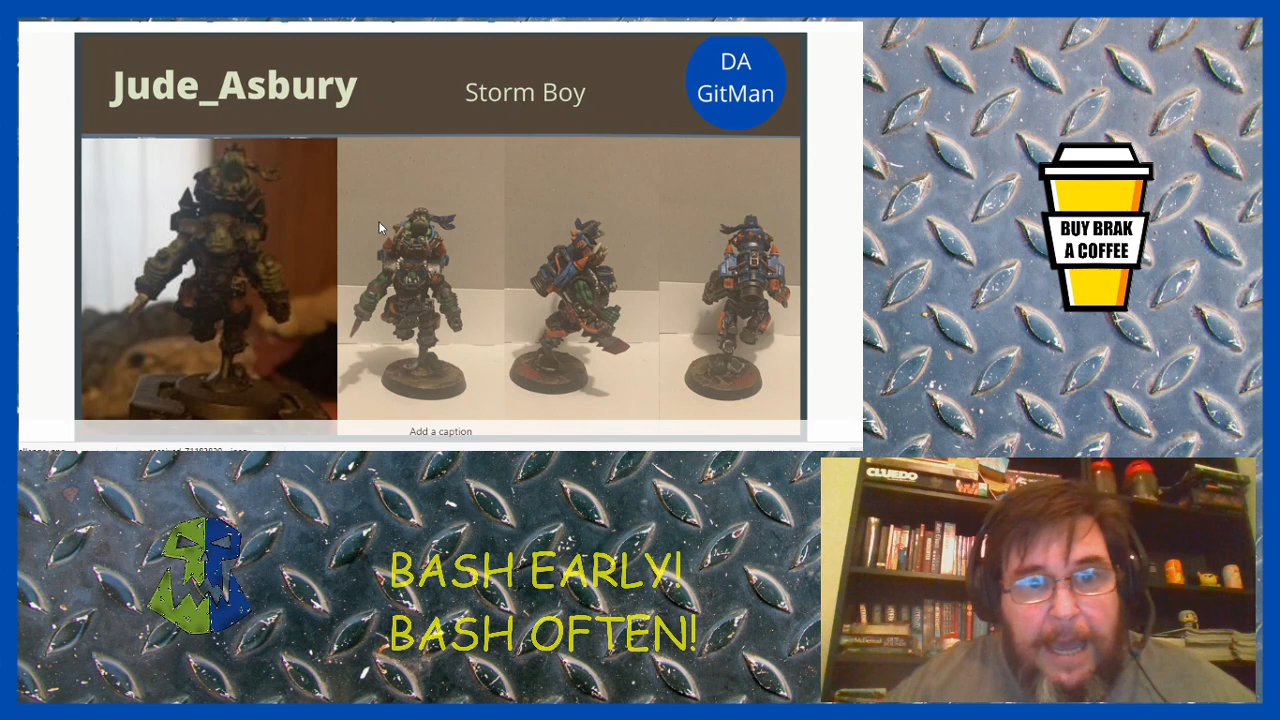 Jude_Asbury
Storm Boy
DA
GitMan
Add a caption
BUY BRAK
A COFFEE
BASH EARLY!
BASH OFTEN!
CLUEDO